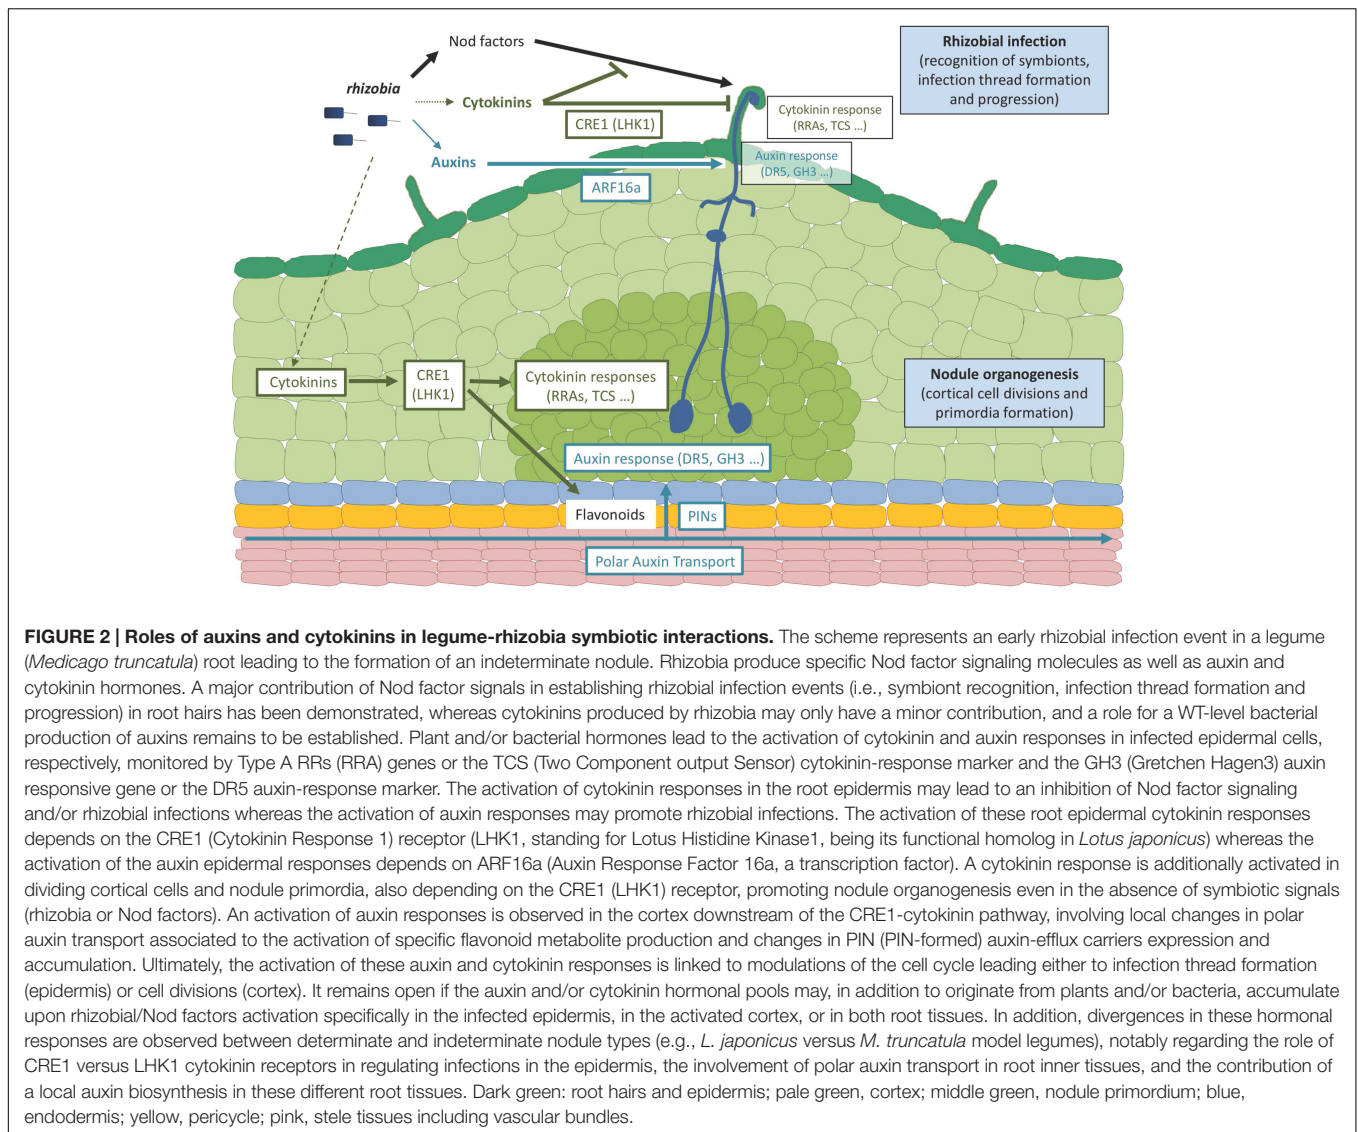 Nod factors
rhizobia
Cytokinins
CRE1 (LHK1)
Auxins
ARF16a
Rhizobial infection
(recognition of symbionts,
infection thread formation
and progression)
Cytokinin response
(RRAs, TCS ...)
Auxin response
(DR5, GH3 ...)
Cytokinins
CRE1
(LHK1)
Cytokinin responses
(RRAs, TCS ...)
Nodule organogenesis
(cortical cell divisions and
primordia formation)
Auxin response (DR5, GH3 ...)
Flavonoids
PINs
Polar Auxin Transport
FIGURE 2 | Roles of auxins and cytokinins in legume-rhizobia symbiotic interactions. The scheme represents an early rhizobial infection event in a legume
(Medicago truncatula) root leading to the formation of an indeterminate nodule. Rhizobia produce specific Nod factor signaling molecules as well as auxin and
cytokinin hormones. A major contribution of Nod factor signals in establishing rhizobial infection events (i.e., symbiont recognition, infection thread formation and
progression) in root hairs has been demonstrated, whereas cytokinins produced by rhizobia may only have a minor contribution, and a role for a WT-level bacterial
production of auxins remains to be established. Plant and/or bacterial hormones lead to the activation of cytokinin and auxin responses in infected epidermal cells,
respectively, monitored by Type A RRs (RRA) genes or the TCS (Two Component output Sensor) cytokinin-response marker and the GH3 (Gretchen Hagen3) auxin
responsive gene or the DR5 auxin-response marker. The activation of cytokinin responses in the root epidermis may lead to an inhibition of Nod factor signaling
and/or rhizobial infections whereas the activation of auxin responses may promote rhizobial infections. The activation of these root epidermal cytokinin responses
depends on the CRE1 (Cytokinin Response 1) receptor (LHK1, standing for Lotus Histidine Kinase1, being its functional homolog in Lotus japonicus) whereas the
activation of the auxin epidermal responses depends on ARF16a (Auxin Response Factor 16a, a transcription factor). A cytokinin response is additionally activated in
dividing cortical cells and nodule primordia, also depending on the CRE1 (LHK1) receptor, promoting nodule organogenesis even in the absence of symbiotic signals
(rhizobia or Nod factors). An activation of auxin responses is observed in the cortex downstream of the CRE1-cytokinin pathway, involving local changes in polar
auxin transport associated to the activation of specific flavonoid metabolite production and changes in PIN (PIN-formed) auxin-efflux carriers expression and
accumulation. Ultimately, the activation of these auxin and cytokinin responses is linked to modulations of the cell cycle leading either to infection thread formation
(epidermis) or cell divisions (cortex). It remains open if the auxin and/or cytokinin hormonal pools may, in addition to originate from plants and/or bacteria, accumulate
upon rhizobial/Nod factors activation specifically in the infected epidermis, in the activated cortex, or in both root tissues. In addition, divergences in these hormonal
responses are observed between determinate and indeterminate nodule types (e.g., L. japonicus versus M. truncatula model legumes), notably regarding the role of
CRE1 versus LHK1 cytokinin receptors in regulating infections in the epidermis, the involvement of polar auxin transport in root inner tissues, and the contribution of
a local auxin biosynthesis in these different root tissues. Dark green: root hairs and epidermis; pale green, cortex; middle green, nodule primordium; blue,
endodermis; yellow, pericycle; pink, stele tissues including vascular bundles.